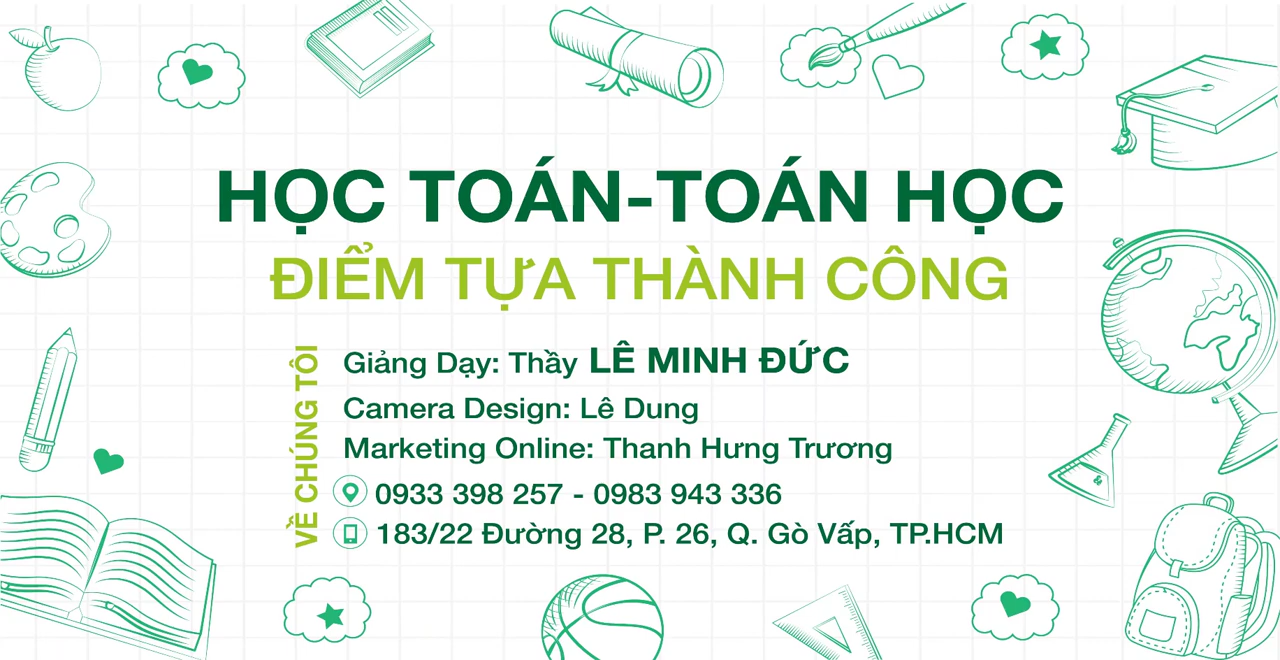 HỌC TOÁN-TOÁN HỌC
ĐIỂM TỰA THÀNH CÔNG
VỀ CHÚNG TÔI
Giảng Dạy: Thầy LÊ MINH ĐỨC
Camera Design: Lê Dung
Marketing Online: Thanh Hưng Trương
0933 398 257 - 0983 943 336
183/22 Đường 28, P. 26, Q. Gò Vấp, TP.HCM